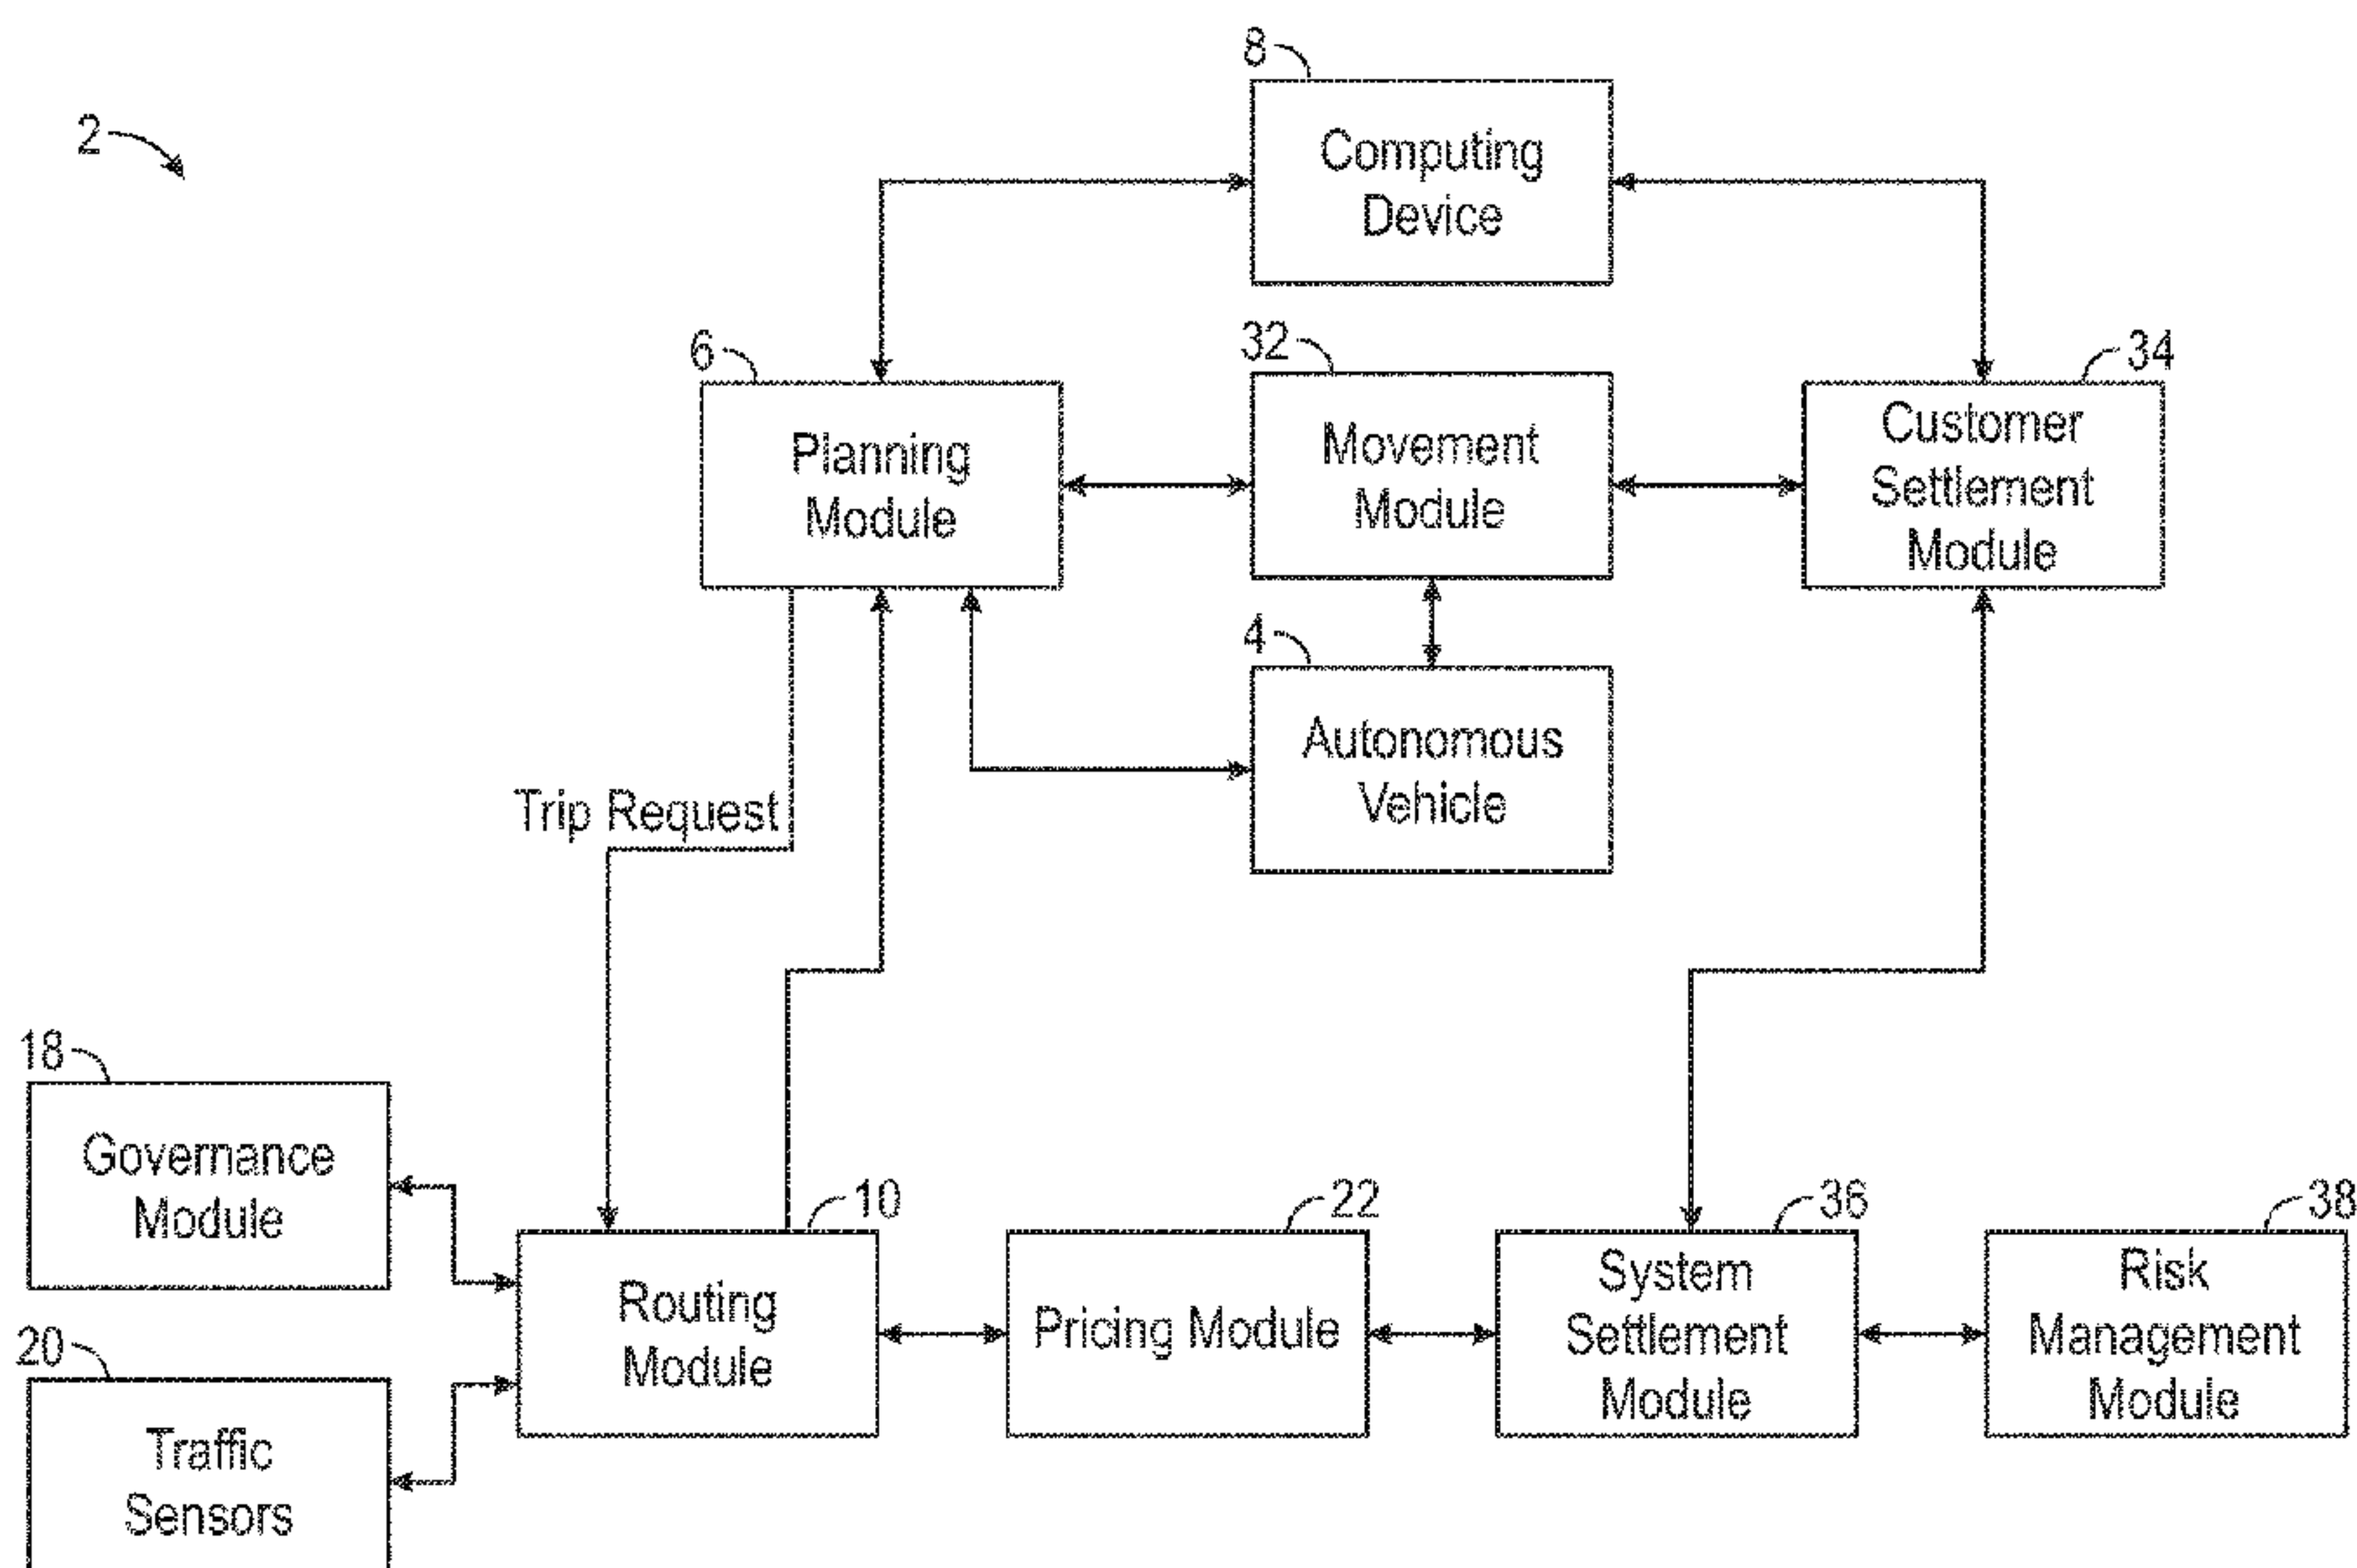 8
2
Computing
Device
6
32
34
Planning
Module
Movement
Module
Customer
Settlement
Module
4
Autonomous
Vehicle
Trip Request
18
Governance
Module
10
22
36
38
Routing
Module
Pricing Module
System
Settlement
Module
Risk
Management
Module
20
Traffic
Sensors